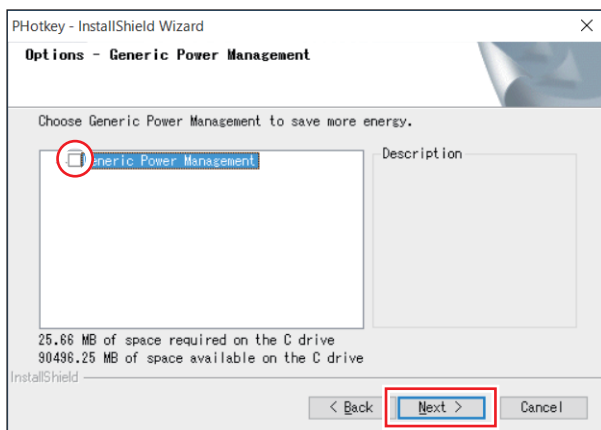 PHotkey - InstallShield Wizard
Options - Generic Power Management
Choose Generic Power Management to save more energy.
Generic Power Management
Description
25.66 MB of space required on the C drive
90496.25 MB of space available on the C drive
InstallShield
< Back
Next >
Cancel